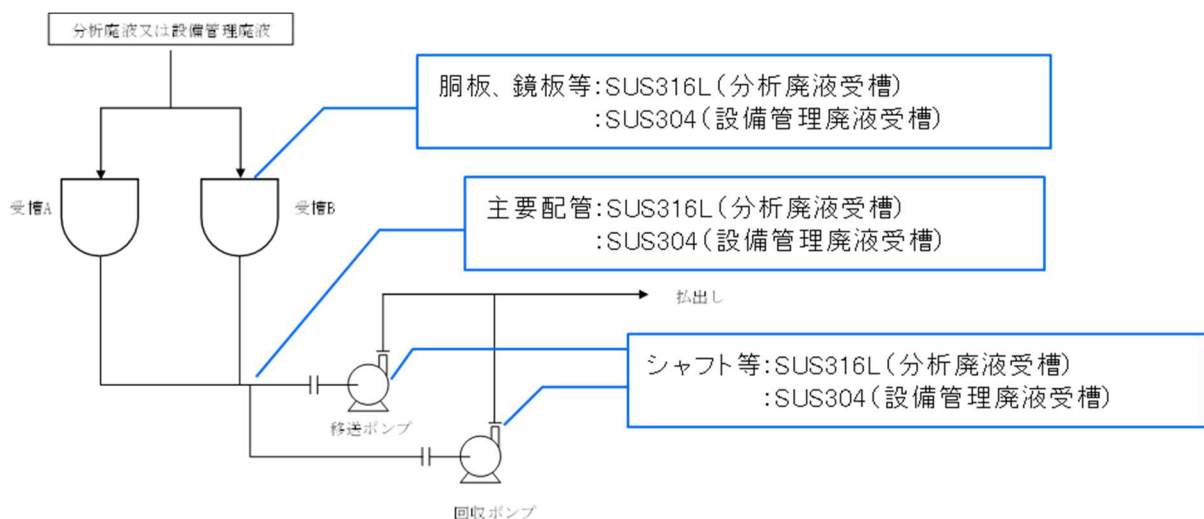 分析廃液又は設備管理廃液
胴板、鏡板等:SUS316L(分析廃液受槽)
:SUS304(設備管理廃液受槽)
受槽A
受槽B
主要配管:SUS316L(分析廃液受槽)
:SUS304(設備管理廃液受槽)
払出し
シャフト等:SUS316L(分析廃液受槽)
:SUS304(設備管理廃液受槽)
移送ポンプ
回収ポンプ